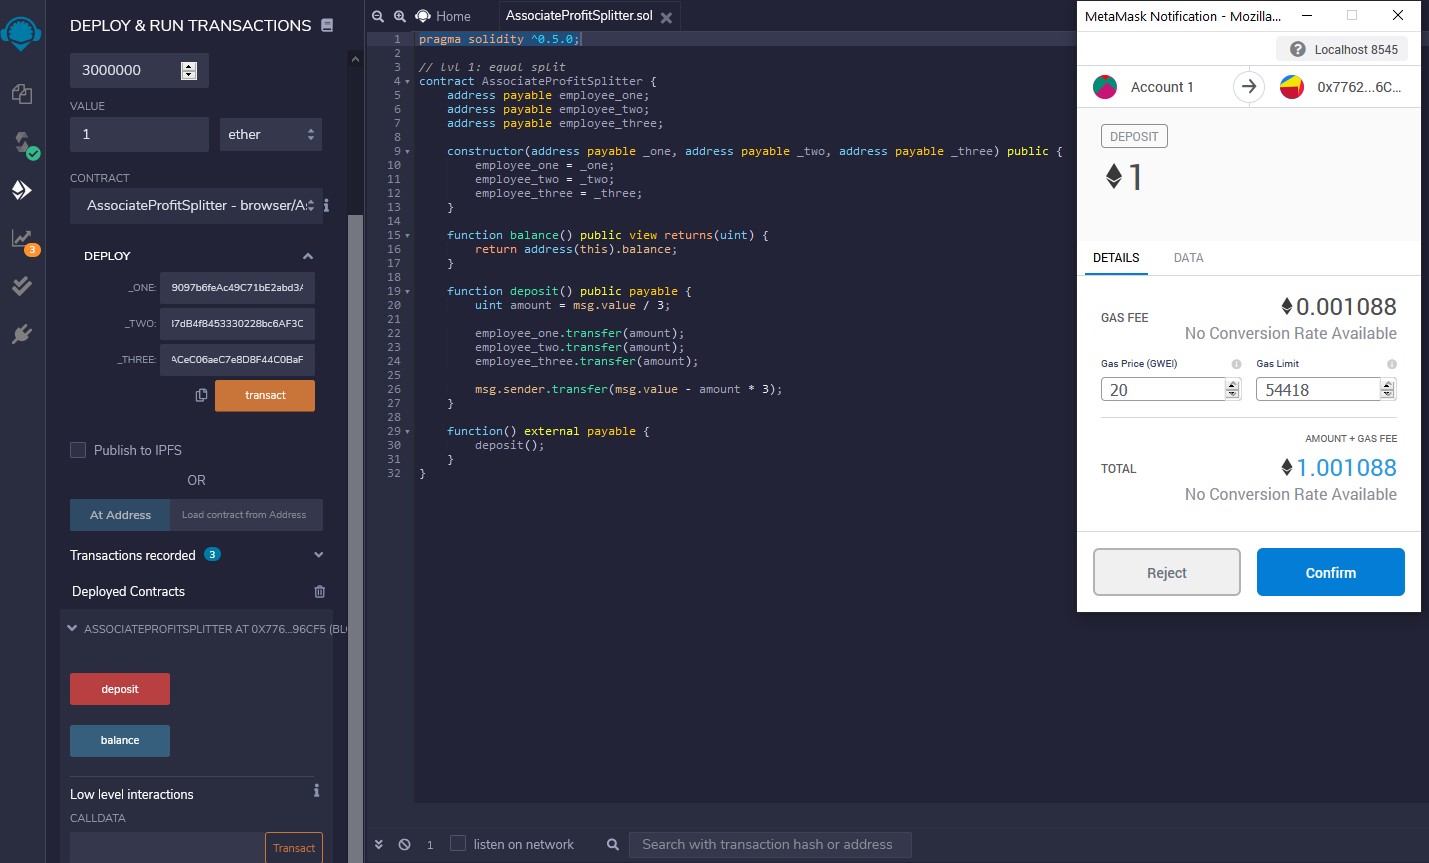 DEPLOY & RUN TRANSACTIONS
3000000
VALUE
1
ether
CONTRACT
AssociateProfitSplitter - browser/A
DEPLOY
_ONE: 9097b6feAc49C71bE2abd3
_TWO: 7dB4f8453330228bc6AF3C
_THREE: ACeC06aeC7e8D8F44C0BaF
transact
Publish to IPFS
OR
At Address
Load contract from Address
Transactions recorded 3
Deployed Contracts
ASSOCIATEPROFITSPLITTER AT 0X776...96CF5 (BL
deposit
balance
Low level interactions
CALLDATA
Transact
3
Home
AssociateProfitSplitter.sol
1 pragma solidity ^0.5.0;
2
3 // lvl 1: equal split
4 contract AssociateProfitSplitter {
5 address payable employee_one;
6 address payable employee_two;
7 address payable employee_three;
8
9 constructor(address payable _one, address payable _two, address payable _three) public {
10 employee_one = _one;
11 employee_two = _two;
12 employee_three = _three;
13 }
14
15 function balance() public view returns(uint) {
16 return address(this).balance;
17 }
18
19 function deposit() public payable {
20 uint amount = msg.value / 3;
21
22 employee_one.transfer(amount);
23 employee_two.transfer(amount);
24 employee_three.transfer(amount);
25
26 msg.sender.transfer(msg.value - amount * 3);
27 }
28
29 function() external payable {
30 deposit();
31 }
32 }
1
listen on network
Search with transaction hash or address
MetaMask Notification - Mozilla...
Localhost 8545
Account 1
0x7762...6C...
DEPOSIT
1
DETAILS
DATA
GAS FEE
0.001088
No Conversion Rate Available
Gas Price (GWEI)
Gas Limit
20
54418
AMOUNT + GAS FEE
TOTAL
1.001088
No Conversion Rate Available
Reject
Confirm